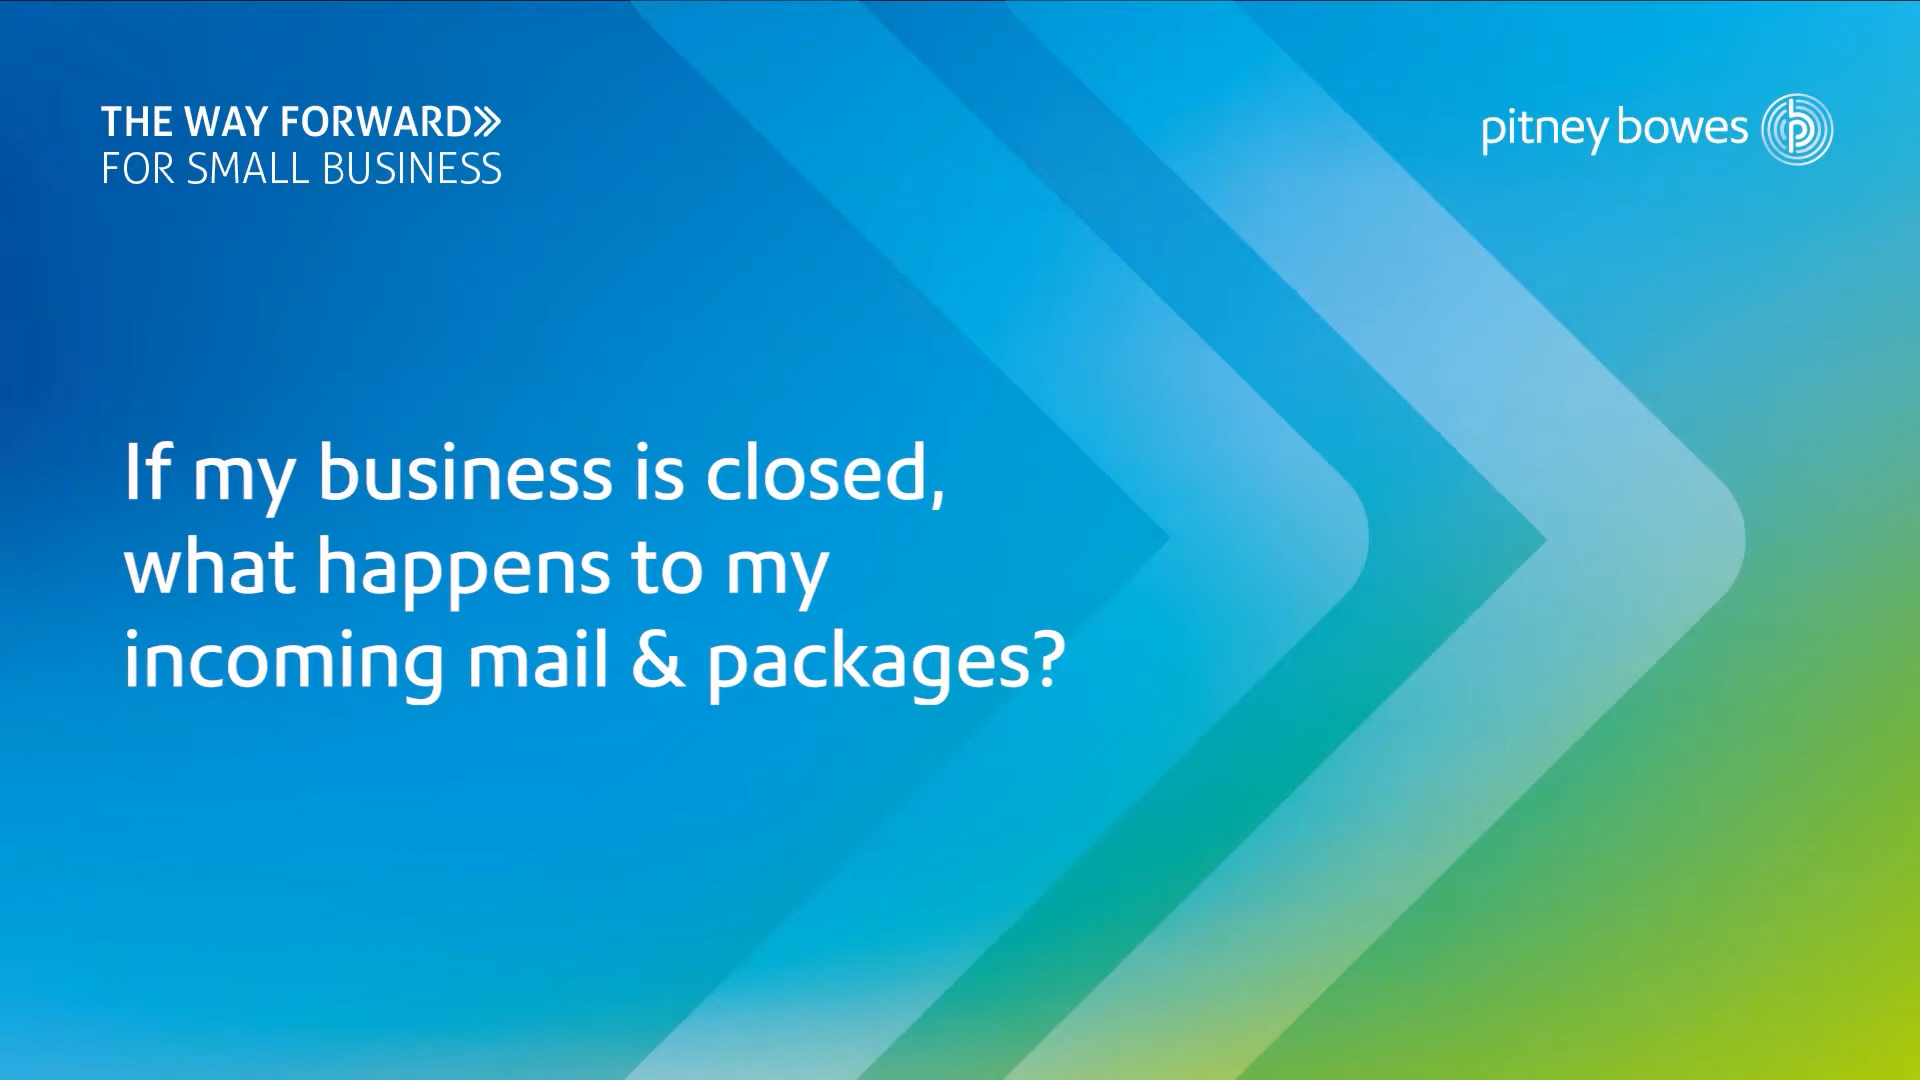 THE WAY FORWARD»
FOR SMALL BUSINESS
pitney bowes
If my business is closed,
what happens to my
incoming mail & packages?